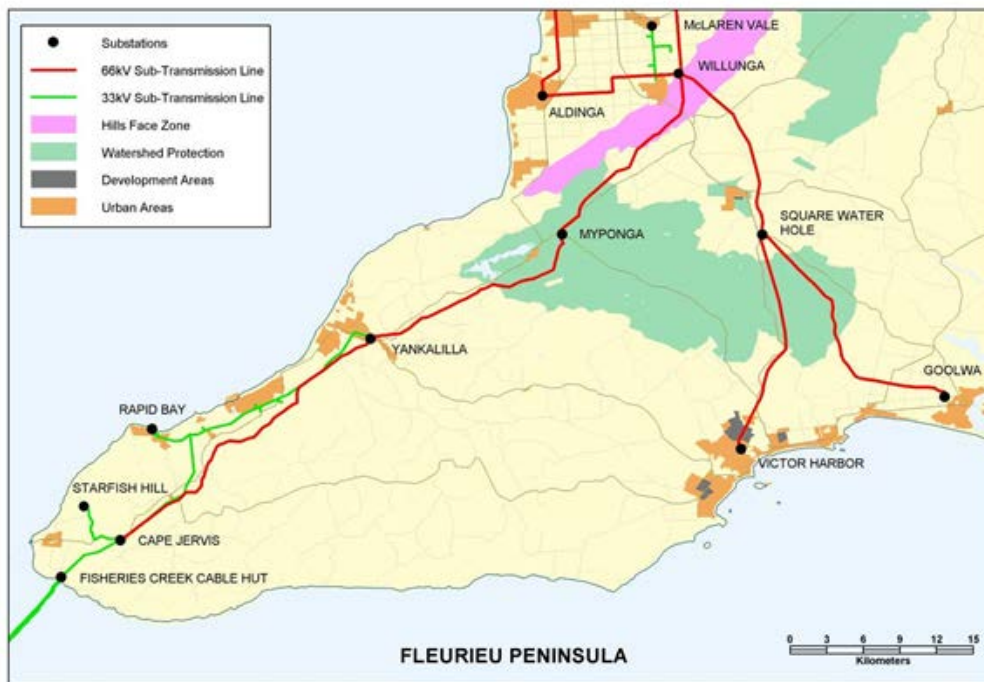 Substations
66kV Sub-Transmission Line
33kV Sub-Transmission Line
Hills Face Zone
Watershed Protection
Development Areas
Urban Areas
McLAREN VALE
WILLUNGA
ALDINGA
MYPONGA
SQUARE WATER
HOLE
YANKALILLA
GOOLWA
RAPID BAY
VICTOR HARBOR
STARFISH HILL
CAPE JERVIS
FISHERIES CREEK CABLE HUT
FLEURIEU PENINSULA
0 3 6 9 12 15
Kilometers